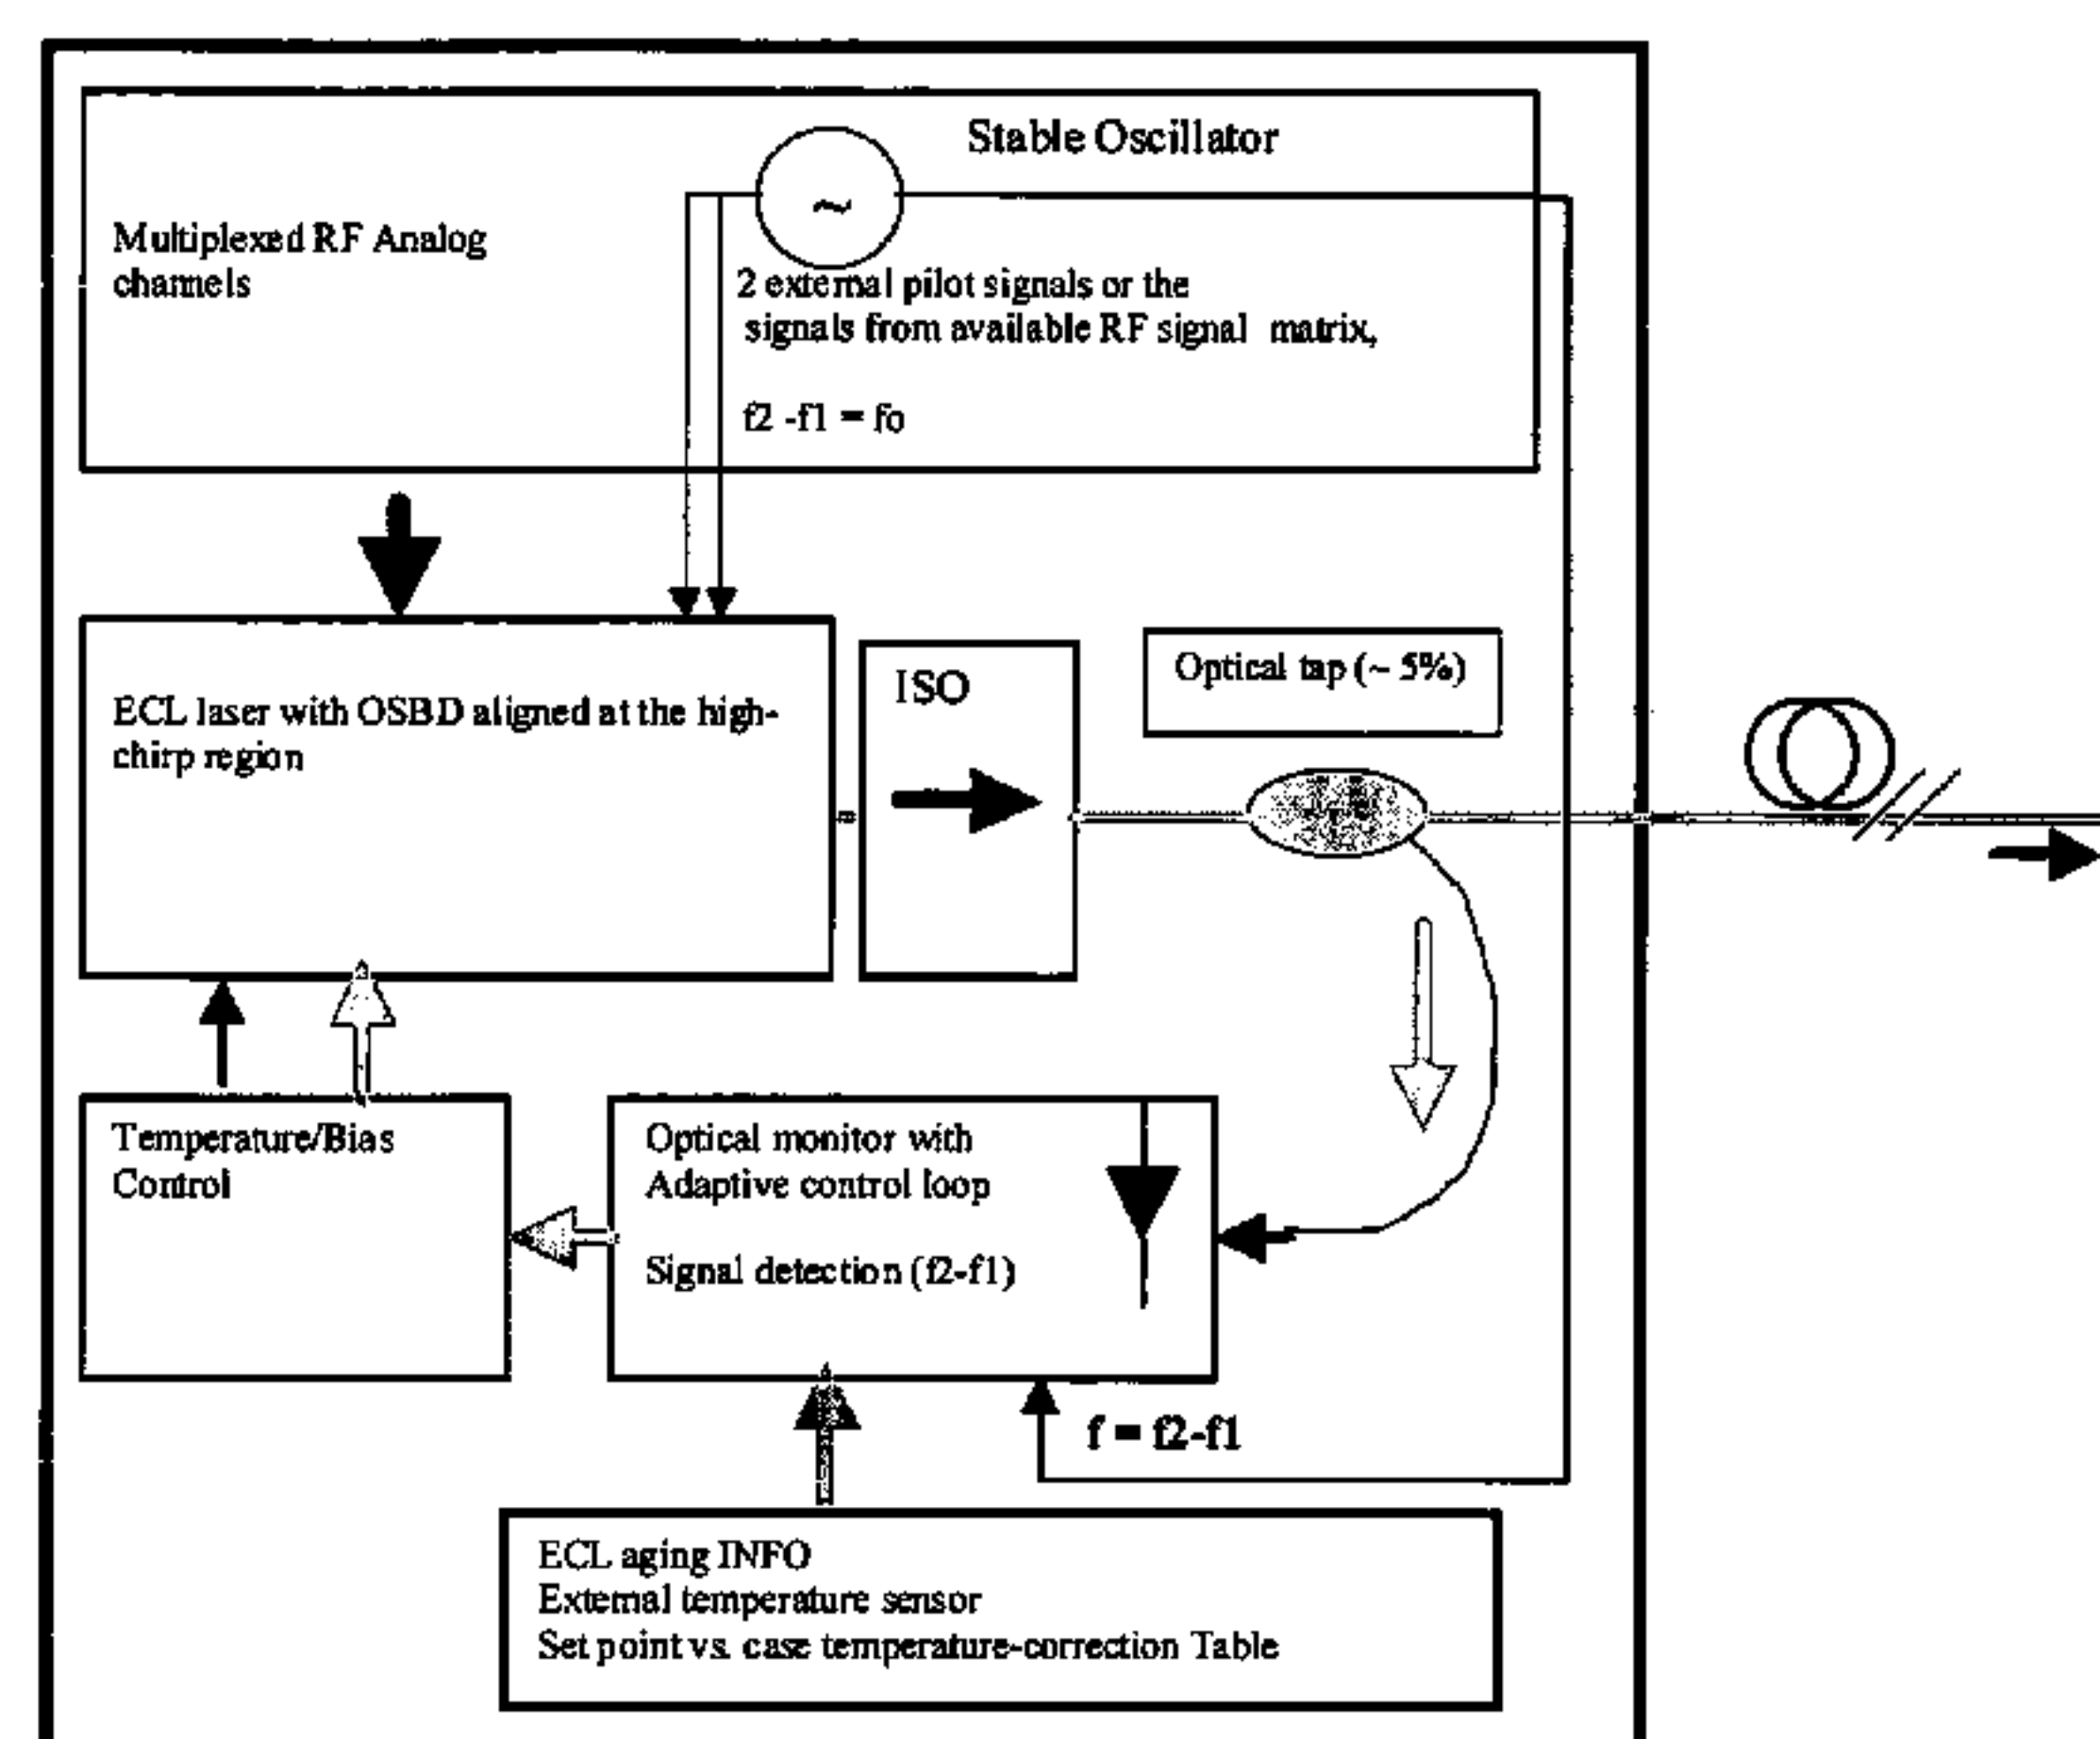 Stable Oscillator
~
Multiplexed RF Analog
channels
2 external pilot signals or the
signals from available RF signal matrix,
f2 -f1 = fo
ECL laser with OSBD aligned at the high-
chirp region
ISO
Optical tap (~ 5%)
Temperature/Bias
Control
Optical monitor with
Adaptive control loop
Signal detection (f2-f1)
f = f2-f1
ECL aging INFO
External temperature sensor
Set point vs. case temperature-correction Table